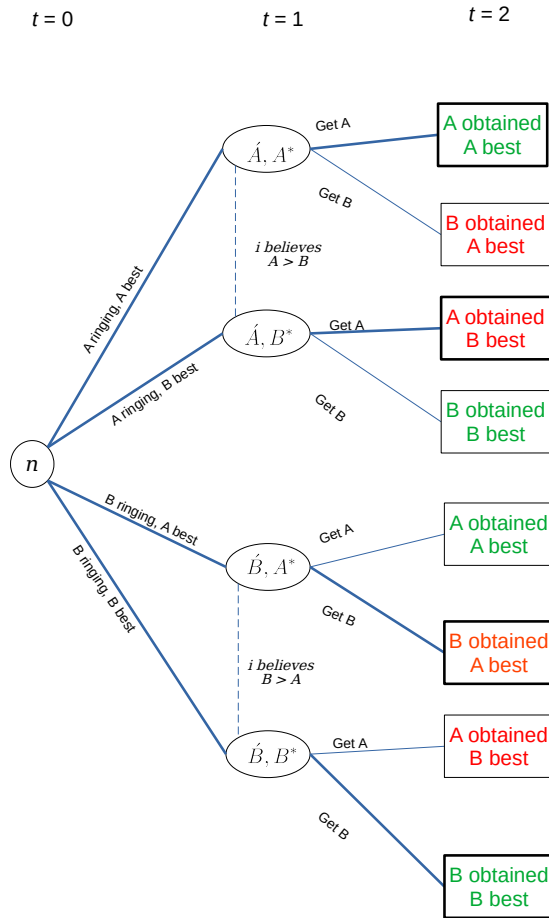 t = 0
t = 1
t = 2
Get A
A obtained
A best
Á, A*
Get B
B obtained
A best
i believes
A > B
A ringing, A best
Á, B*
Get A
A obtained
B best
A ringing, B best
Get B
B obtained
B best
n
B ringing, A best
Get A
A obtained
A best
B́, A*
Get B
B obtained
A best
B ringing, B best
i believes
B > A
B́, B*
Get A
A obtained
B best
Get B
B obtained
B best